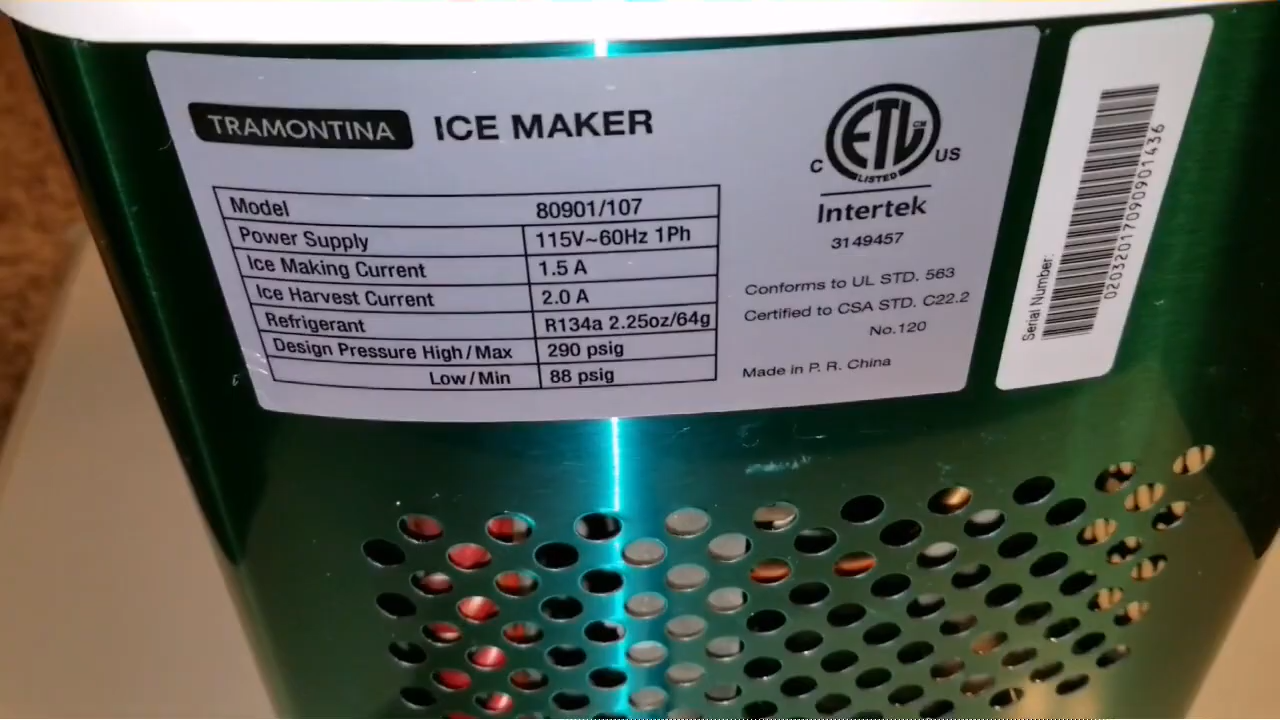 TRAMONTINA ICE MAKER
Model 80901/107
Power Supply 115V~60Hz 1Ph
Ice Making Current 1.5 A
Ice Harvest Current 2.0 A
Refrigerant R134a 2.25oz/64g
Design Pressure High/Max 290 psig
Low/Min 88 psig
ETL CM
C US
LISTED
Intertek
3149457
Conforms to UL STD. 563
Certified to CSA STD. C22.2
No.120
Made in P. R. China
Serial Number:
02032017090901436